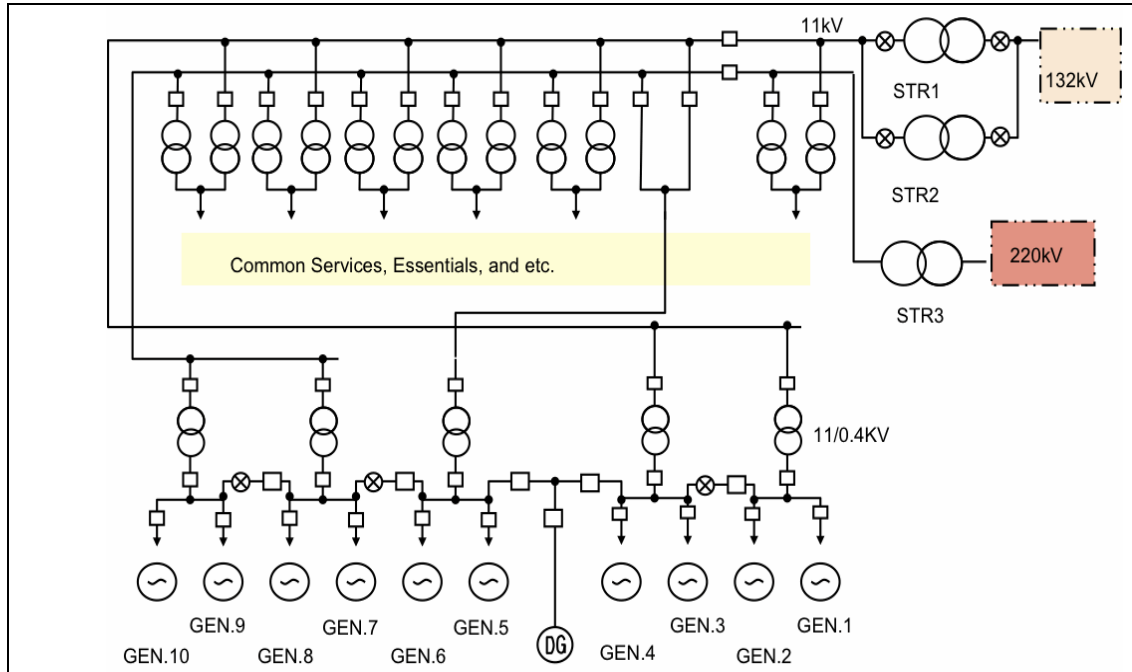 11kV
132kV
STR1
STR2
220kV
Common Services, Essentials, and etc.
STR3
11/0.4KV
GEN.9
GEN.7
GEN.5
GEN.3
GEN.1
GEN.10
GEN.8
GEN.6
DG
GEN.4
GEN.2